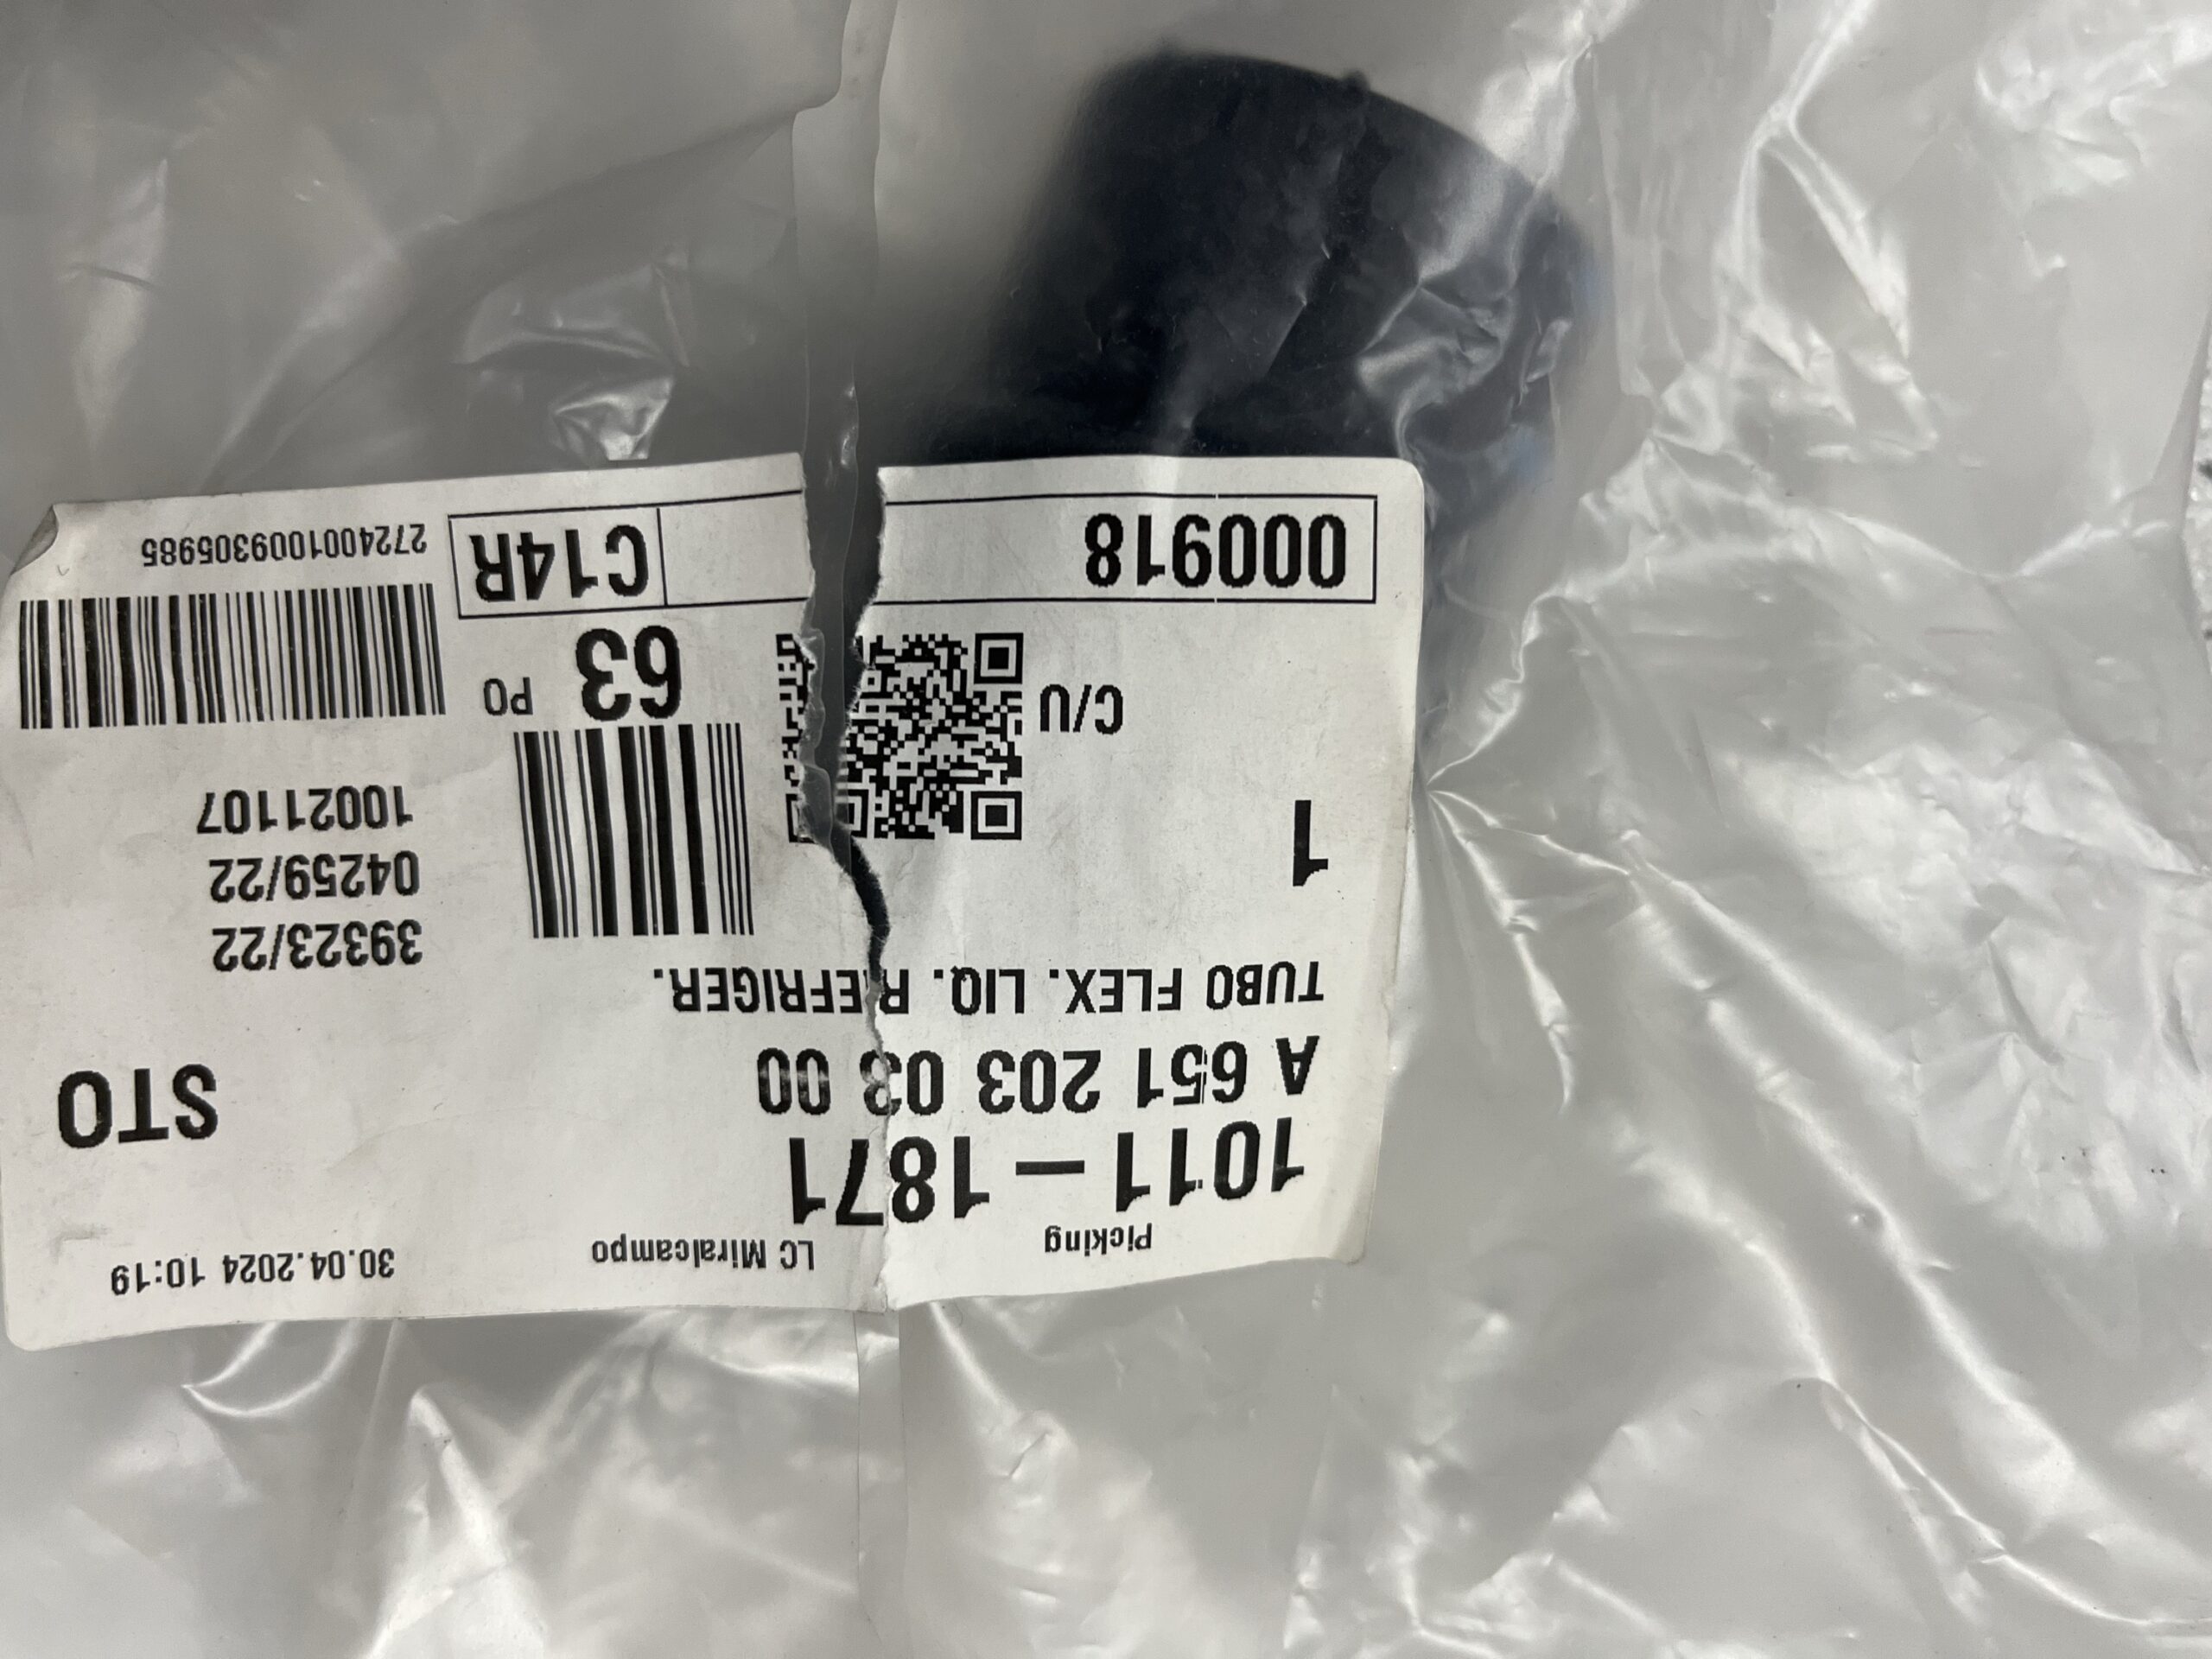 Picking LC Miralcampo 30.04.2024 10:19
1011–1871
A 651 203 03 00 STO
TUBO FLEX. LIQ. REFRIGER.
39323/22
1 04259/22
10021107
C/U 63 PO
000918 C14R 2724001009305985